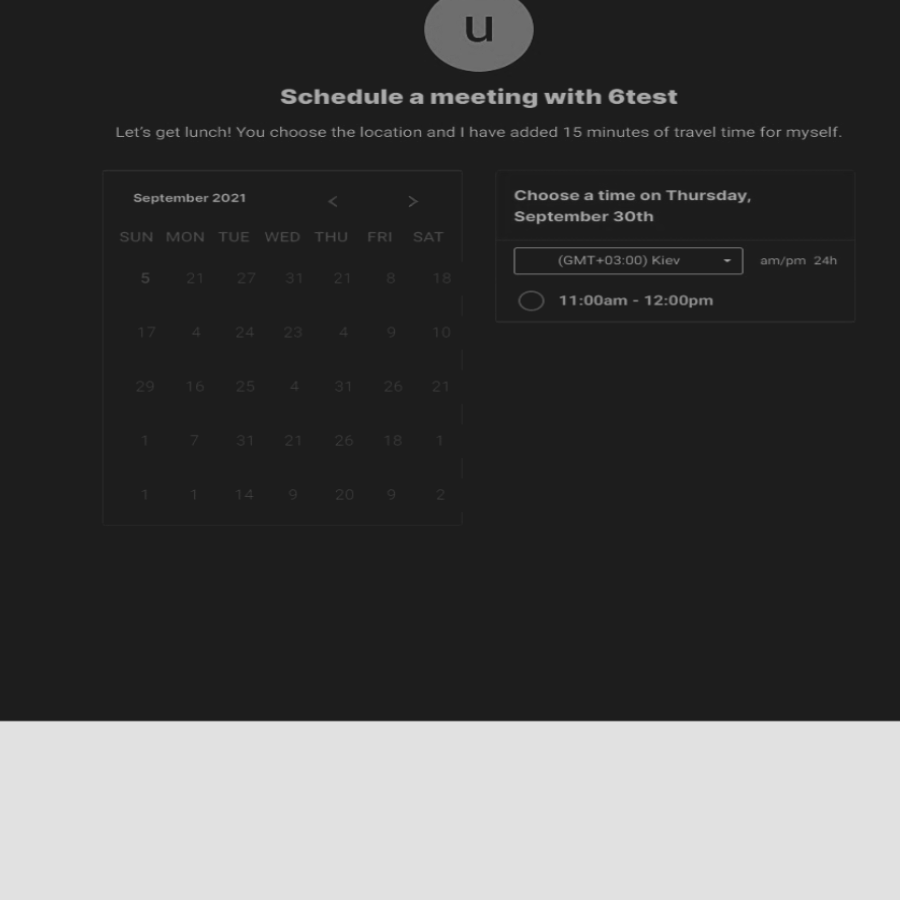 u
Schedule a meeting with 6test
Let's get lunch! You choose the location and I have added 15 minutes of travel time for myself.
September 2021 < >
SUN MON TUE WED THU FRI SAT
5 21 27 31 21 8 18
17 4 24 23 4 9 10
29 16 25 4 31 26 21
1 7 31 21 26 18 1
1 1 14 9 20 9 2
Choose a time on Thursday,
September 30th
(GMT+03:00) Kiev am/pm 24h
11:00am - 12:00pm